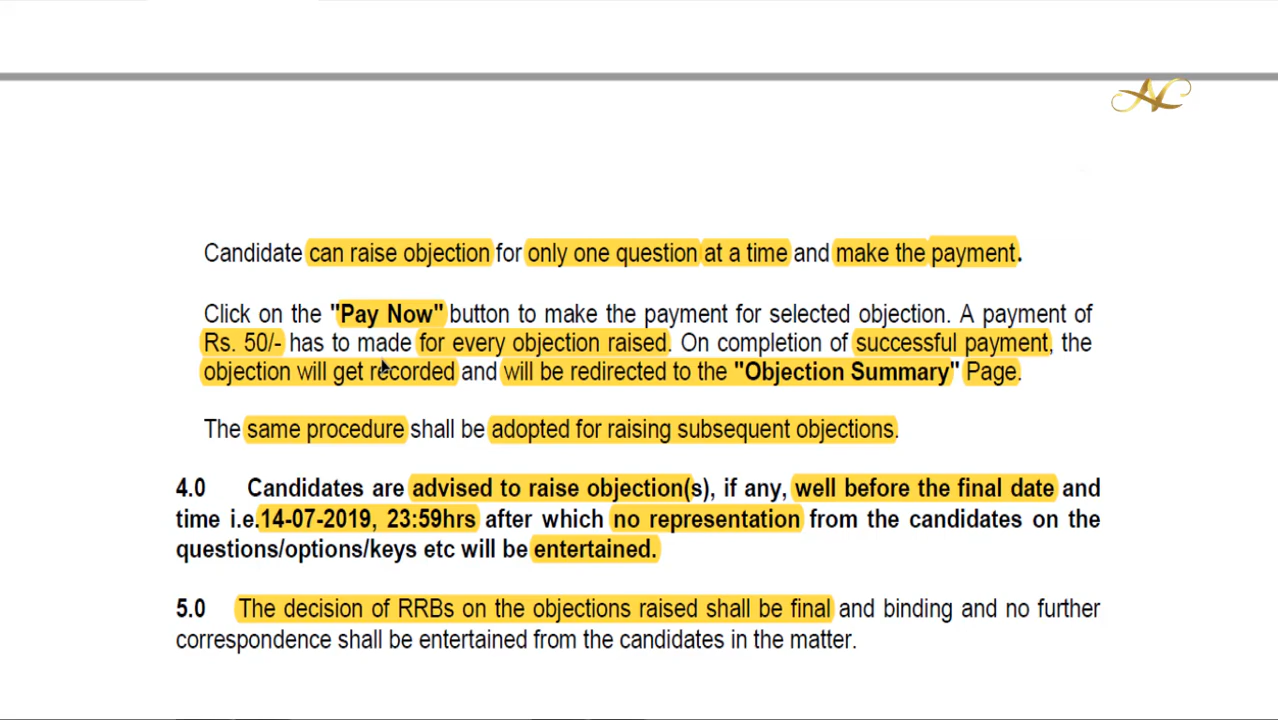 AC
Candidate can raise objection for only one question at a time and make the payment.
Click on the "Pay Now" button to make the payment for selected objection. A payment of
Rs. 50/- has to made for every objection raised. On completion of successful payment, the
objection will get recorded and will be redirected to the "Objection Summary" Page.
The same procedure shall be adopted for raising subsequent objections.
4.0 Candidates are advised to raise objection(s), if any, well before the final date and
time i.e.14-07-2019, 23:59hrs after which no representation from the candidates on the
questions/options/keys etc will be entertained.
5.0 The decision of RRBs on the objections raised shall be final and binding and no further
correspondence shall be entertained from the candidates in the matter.